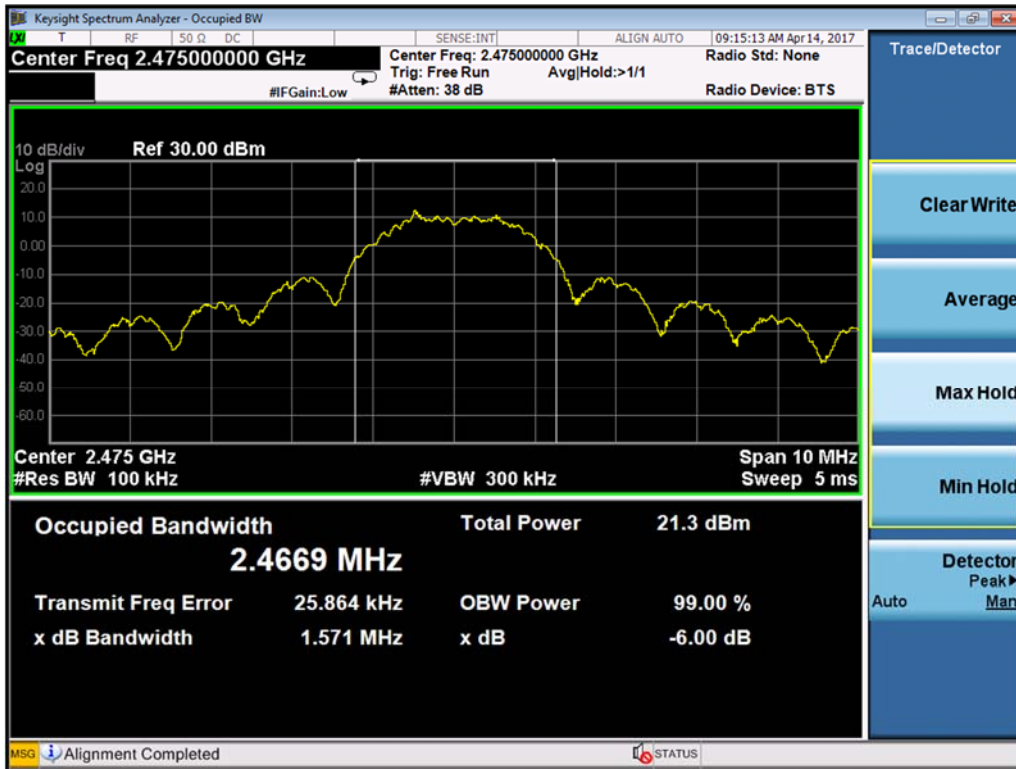 Keysight Spectrum Analyzer - Occupied BW
LXI T RF 50 Ω DC SENSE:INT ALIGN AUTO 09:15:13 AM Apr 14, 2017
Center Freq 2.475000000 GHz
Center Freq: 2.475000000 GHz Radio Std: None
Trig: Free Run Avg|Hold:>1/1
#IFGain:Low #Atten: 38 dB Radio Device: BTS
Trace/Detector
10 dB/div Ref 30.00 dBm
Log
20.0
10.0
0.00
-10.0
-20.0
-30.0
-40.0
-50.0
-60.0
Center 2.475 GHz Span 10 MHz
#Res BW 100 kHz #VBW 300 kHz Sweep 5 ms
Occupied Bandwidth Total Power 21.3 dBm
2.4669 MHz
Transmit Freq Error 25.864 kHz OBW Power 99.00 %
x dB Bandwidth 1.571 MHz x dB -6.00 dB
Clear Write
Average
Max Hold
Min Hold
Detector
Peak▶
Auto Man
MSG Alignment Completed STATUS